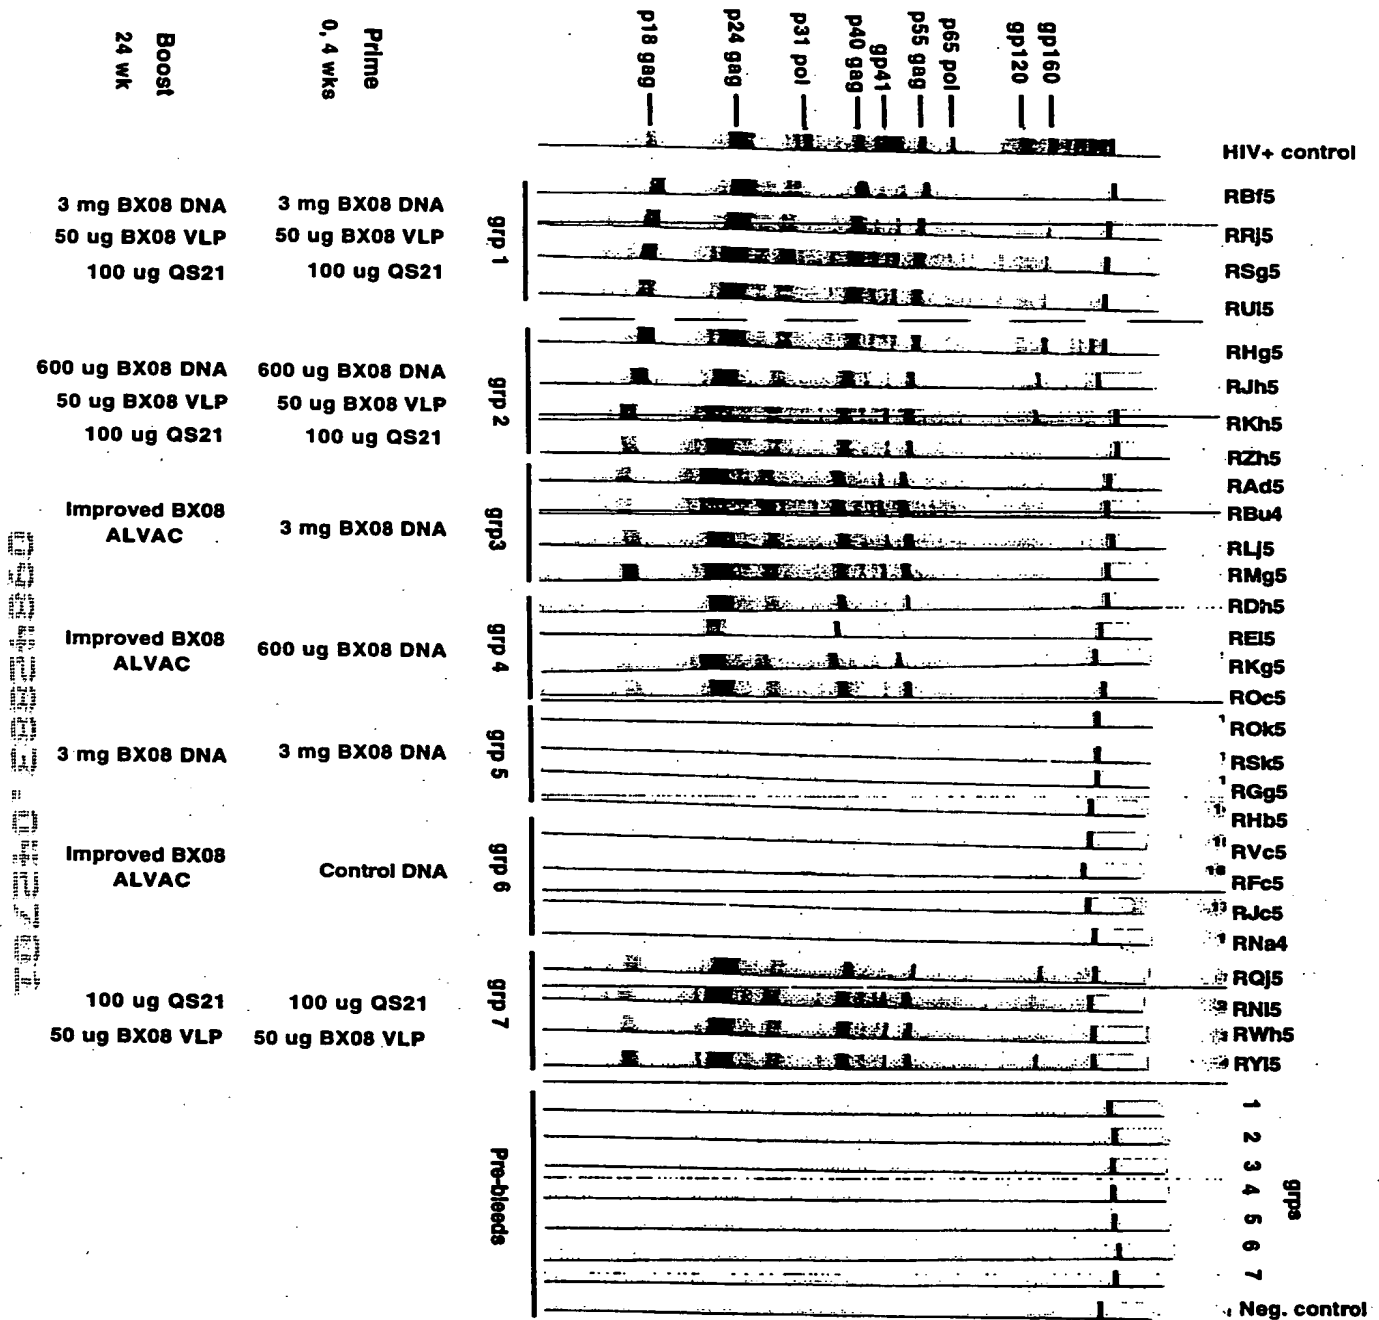 Prime
0, 4 wks
Boost
24 wk
p18 gag
p24 gag
p31 pol
p40 gag
gp41
p55 gag
p65 pol
gp120
gp160
HIV+ control
grp 1
3 mg BX08 DNA
3 mg BX08 DNA
50 ug BX08 VLP
50 ug BX08 VLP
100 ug QS21
100 ug QS21
RBf5
RRj5
RSg5
RUI5
grp 2
600 ug BX08 DNA
600 ug BX08 DNA
50 ug BX08 VLP
50 ug BX08 VLP
100 ug QS21
100 ug QS21
RHg5
RJh5
RKh5
RZh5
grp3
Improved BX08
ALVAC
3 mg BX08 DNA
RAd5
RBu4
RLj5
RMg5
grp 4
Improved BX08
ALVAC
600 ug BX08 DNA
RDh5
REI5
RKg5
ROc5
grp 5
3 mg BX08 DNA
3 mg BX08 DNA
ROk5
RSk5
RGg5
RHb5
grp 6
Improved BX08
ALVAC
Control DNA
RVc5
RFc5
RJc5
RNa4
grp 7
100 ug QS21
100 ug QS21
50 ug BX08 VLP
50 ug BX08 VLP
RQj5
RNI5
RWh5
RYI5
Pre-bleeds
1
2
3
4
5
6
7
grps
Neg. control
09842883.042701